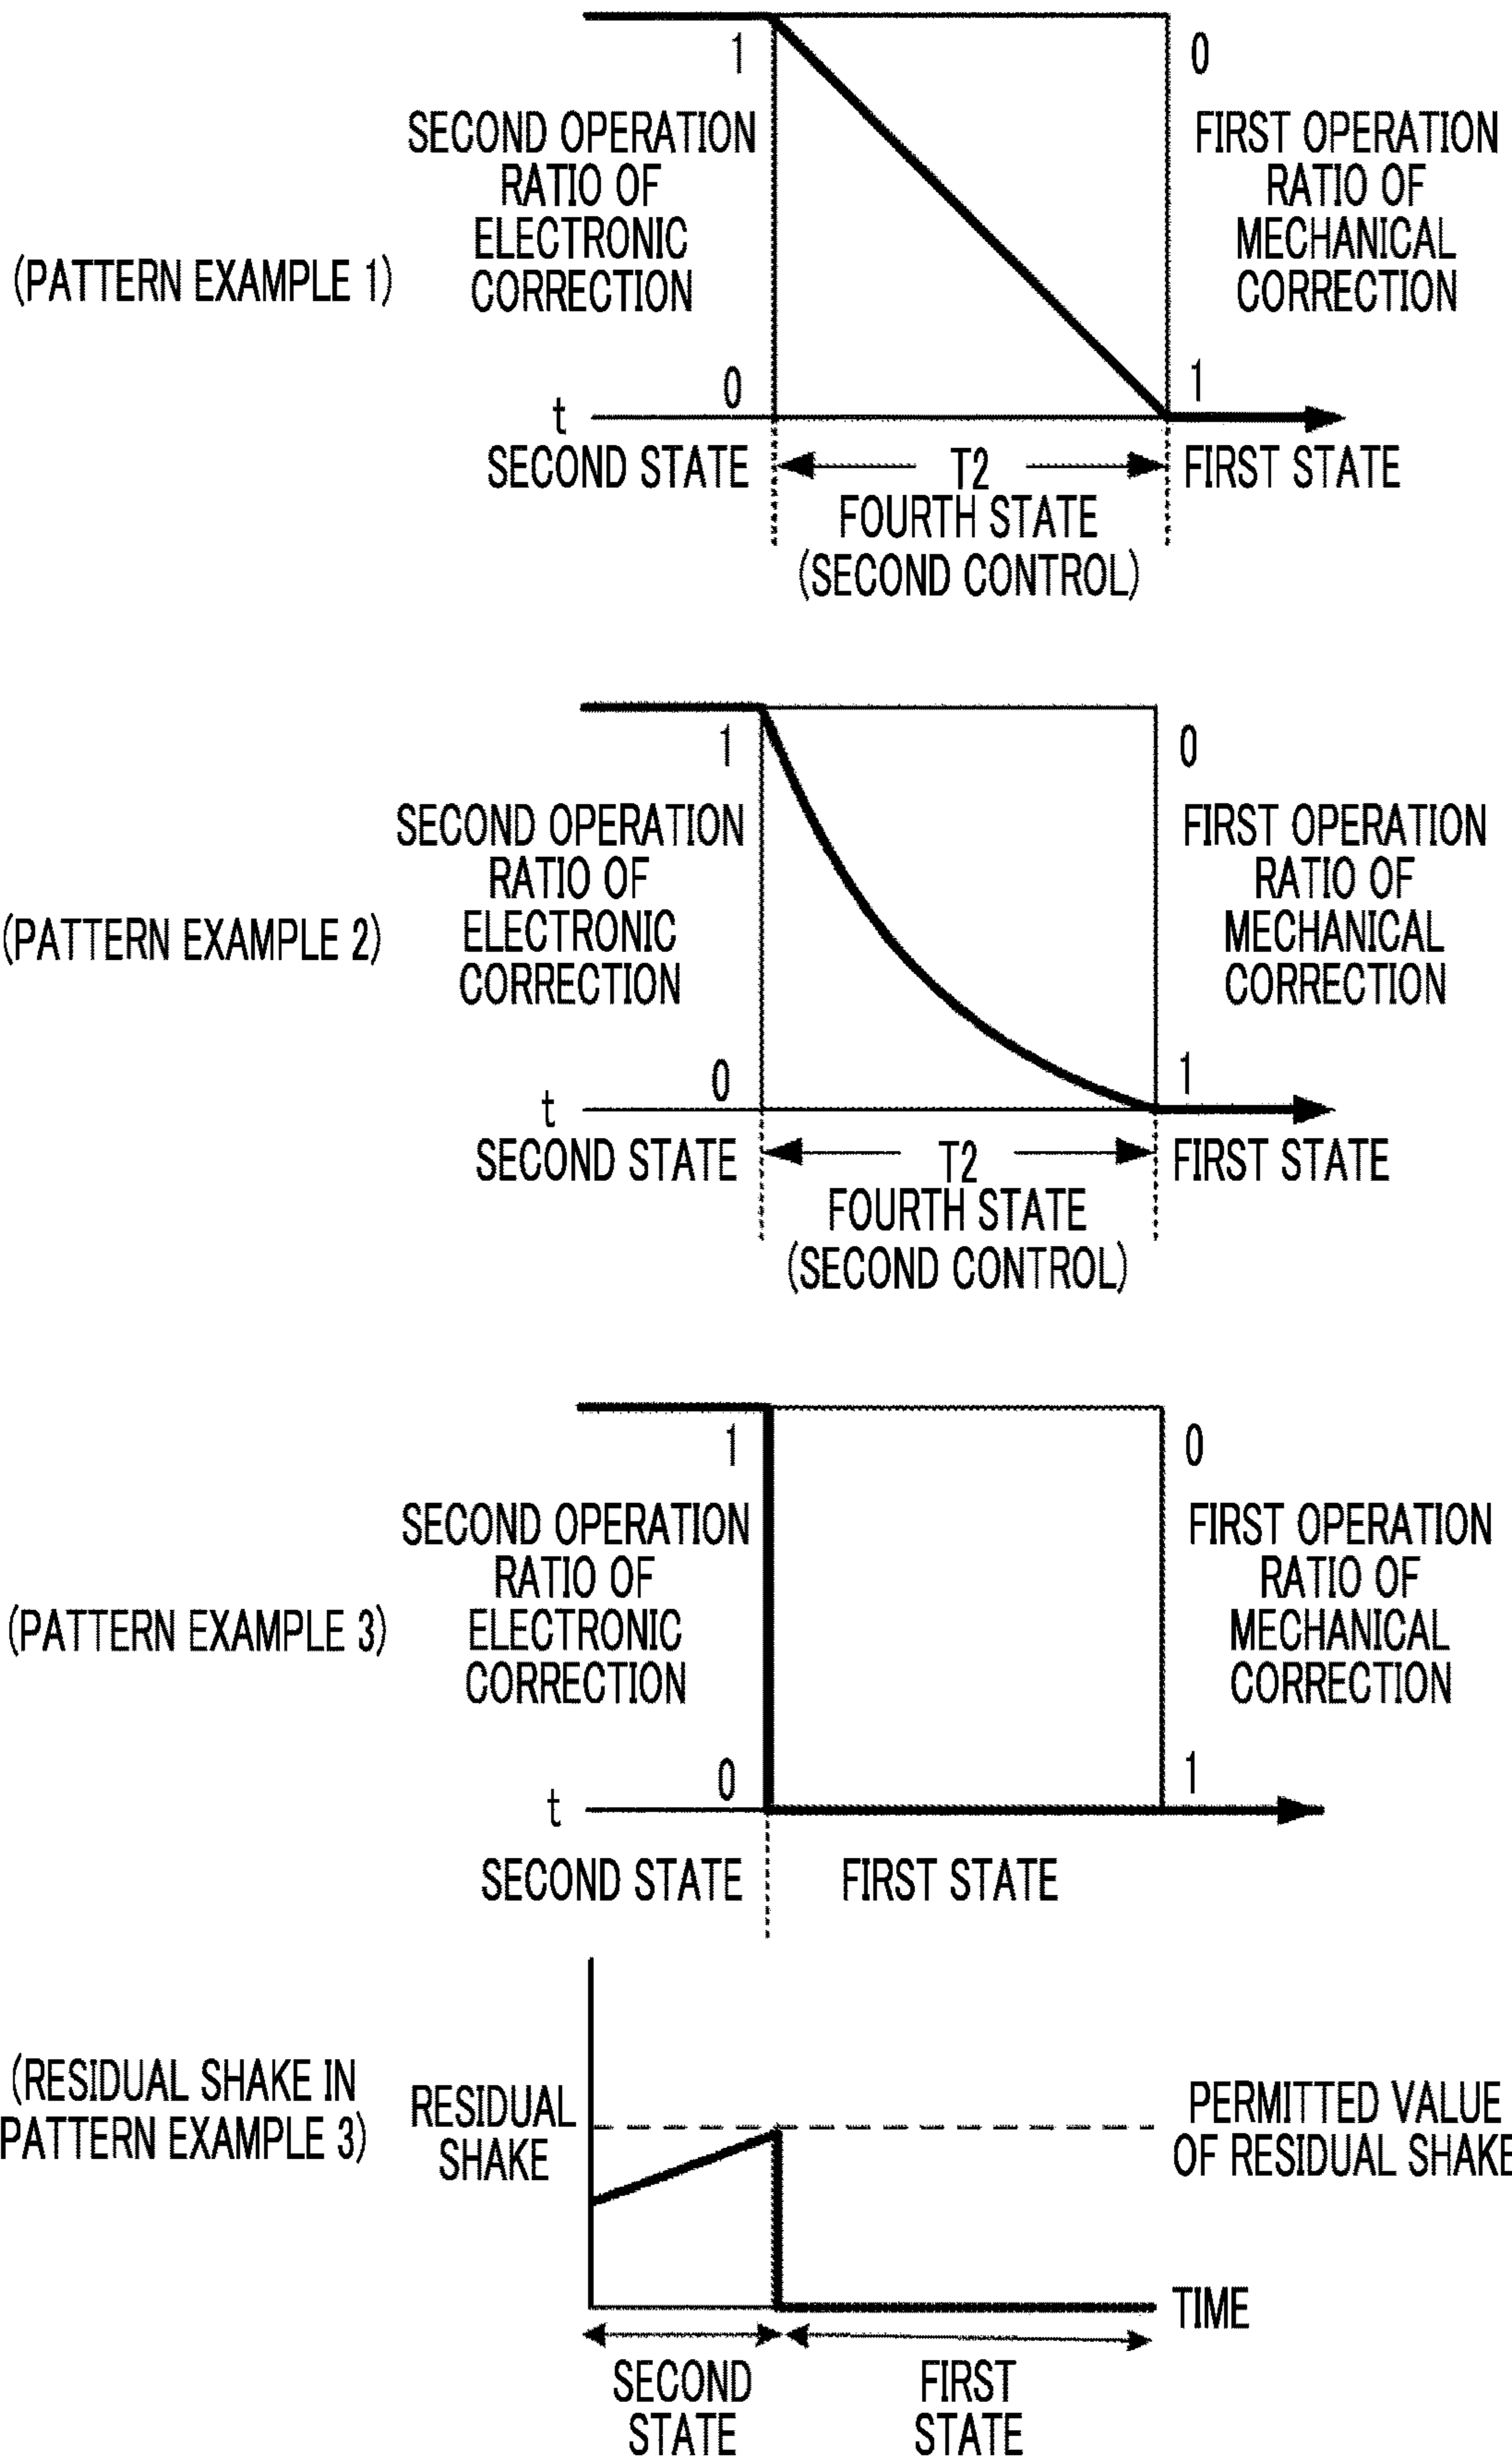 (PATTERN EXAMPLE 1)
1
SECOND OPERATION
RATIO OF
ELECTRONIC
CORRECTION
0
0
FIRST OPERATION
RATIO OF
MECHANICAL
CORRECTION
1
t
SECOND STATE
T2
FOURTH STATE
(SECOND CONTROL)
FIRST STATE
(PATTERN EXAMPLE 2)
1
SECOND OPERATION
RATIO OF
ELECTRONIC
CORRECTION
0
0
FIRST OPERATION
RATIO OF
MECHANICAL
CORRECTION
1
t
SECOND STATE
T2
FOURTH STATE
(SECOND CONTROL)
FIRST STATE
(PATTERN EXAMPLE 3)
1
SECOND OPERATION
RATIO OF
ELECTRONIC
CORRECTION
0
0
FIRST OPERATION
RATIO OF
MECHANICAL
CORRECTION
1
t
SECOND STATE
FIRST STATE
(RESIDUAL SHAKE IN
PATTERN EXAMPLE 3)
RESIDUAL
SHAKE
PERMITTED VALUE
OF RESIDUAL SHAKE
TIME
SECOND
STATE
FIRST
STATE